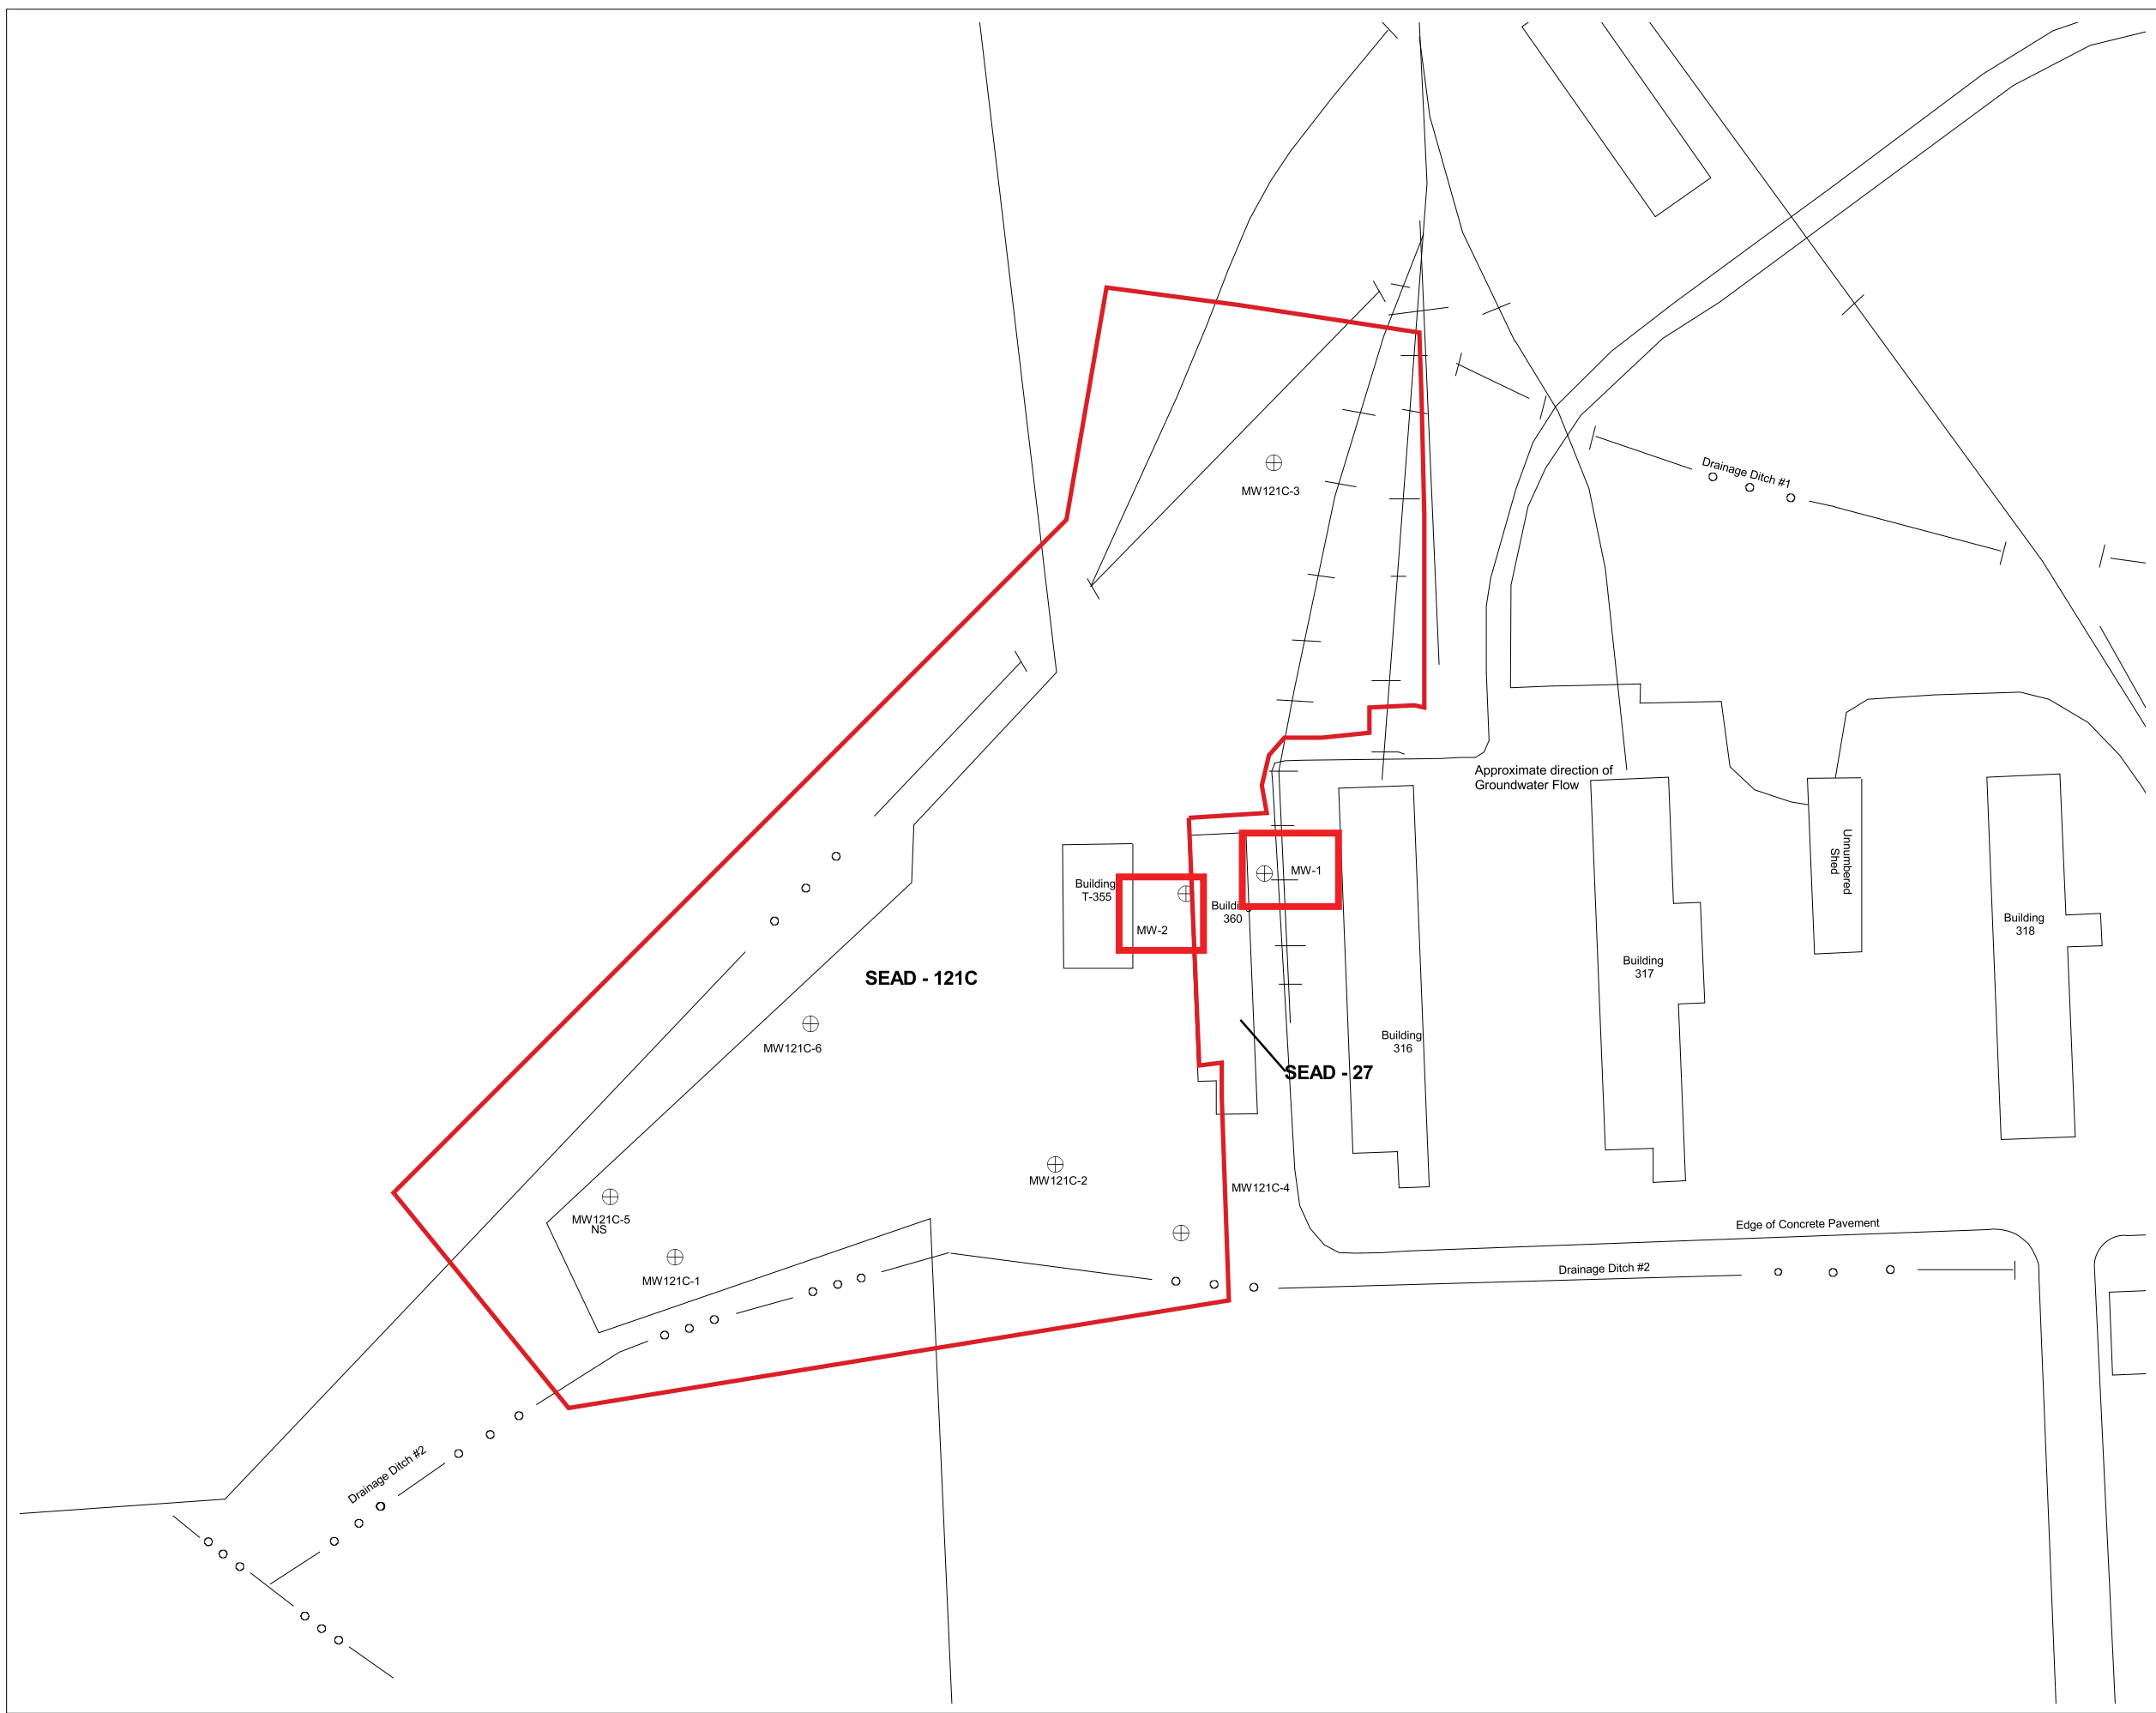 Drainage Ditch #1
MW121C-3
Approximate direction of
Groundwater Flow
Unnumbered
Shed
MW-1
Building
T-355
Building
360
MW-2
Building
318
Building
317
SEAD - 121C
Building
316
MW121C-6
SEAD - 27
MW121C-2
MW121C-4
MW121C-5
NS
Edge of Concrete Pavement
Drainage Ditch #2
MW121C-1
Drainage Ditch #2